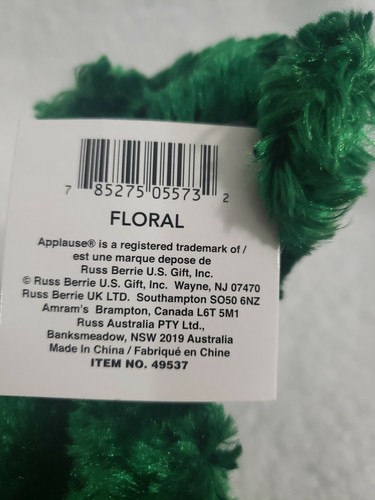 7 85275 05573 2
FLORAL
Applause® is a registered trademark of /
est une marque depose de
Russ Berrie U.S. Gift, Inc.
© Russ Berrie U.S. Gift, Inc. Wayne, NJ 07470
Russ Berrie UK LTD. Southampton SO50 6NZ
Amram's Brampton, Canada L6T 5M1
Russ Australia PTY Ltd.,
Banksmeadow, NSW 2019 Australia
Made In China / Fabriqué en Chine
ITEM NO. 49537